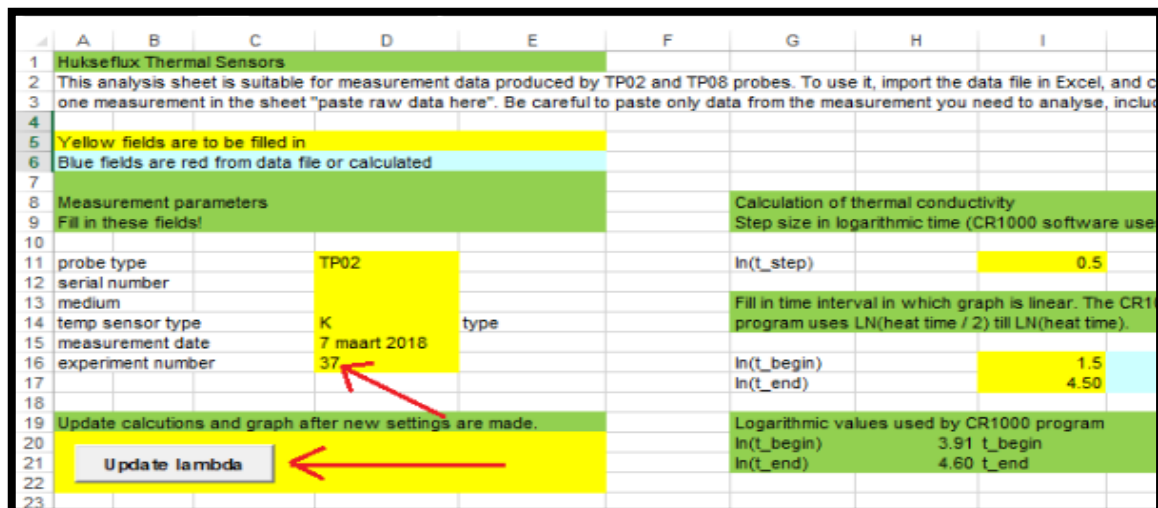 A B C D E F G H I
1 Hukseflux Thermal Sensors
2 This analysis sheet is suitable for measurement data produced by TP02 and TP08 probes. To use it, import the data file in Excel, and c
3 one measurement in the sheet "paste raw data here". Be careful to paste only data from the measurement you need to analyse, inclu
4
5 Yellow fields are to be filled in
6 Blue fields are red from data file or calculated
7
8 Measurement parameters Calculation of thermal conductivity
9 Fill in these fields! Step size in logarithmic time (CR1000 software use
10
11 probe type TP02 ln(t_step) 0.5
12 serial number
13 medium Fill in time interval in which graph is linear. The CR1
14 temp sensor type K type program uses LN(heat time / 2) till LN(heat time).
15 measurement date 7 maart 2018
16 experiment number 37 ln(t_begin) 1.5
17 ln(t_end) 4.50
18
19 Update calcutions and graph after new settings are made. Logarithmic values used by CR1000 program
20 ln(t_begin) 3.91 t_begin
21 Update lambda ln(t_end) 4.60 t_end
22
23